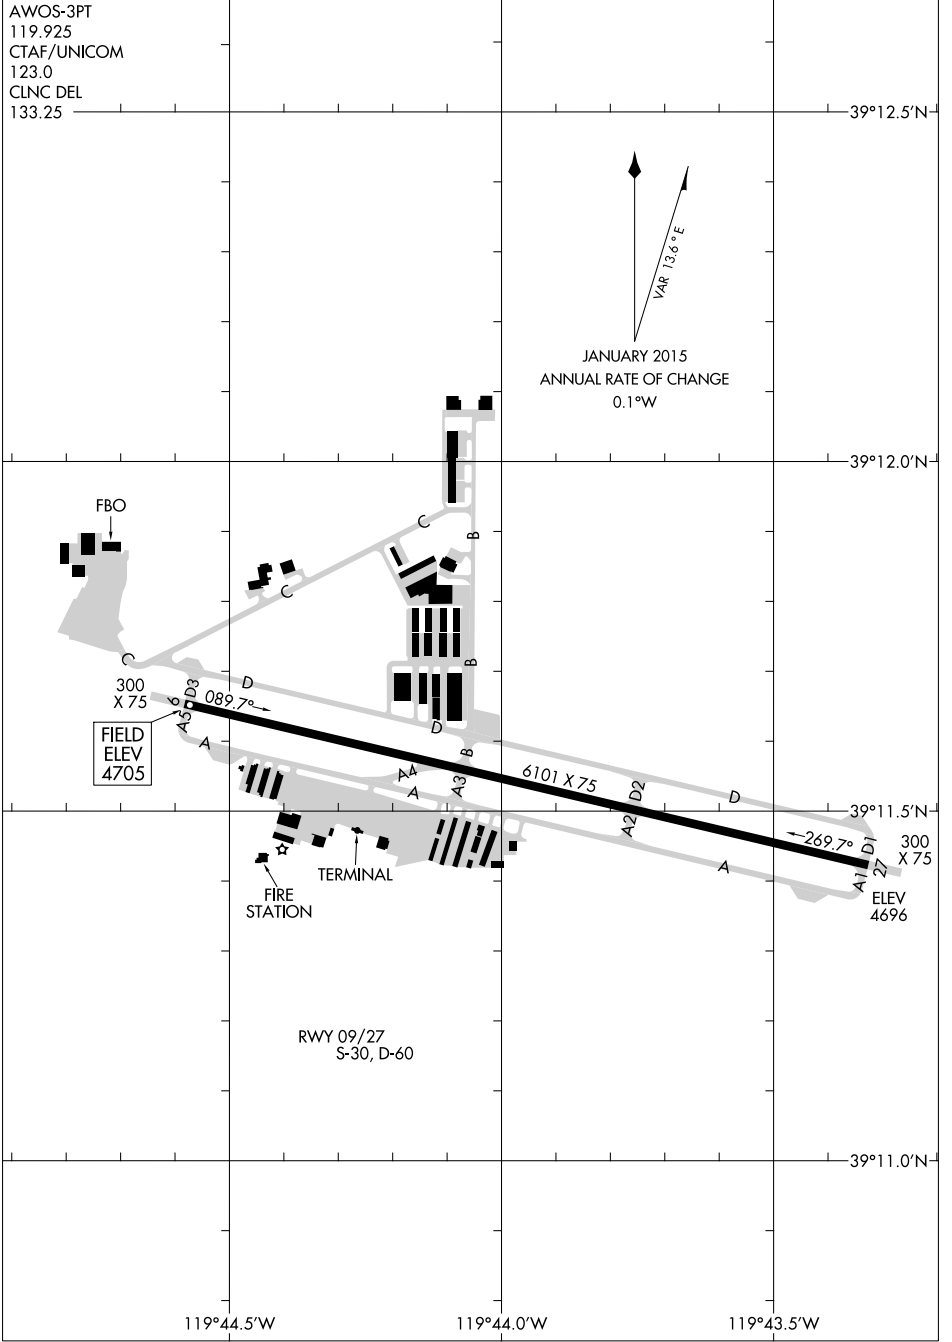 AWOS-3PT
119.925
CTAF/UNICOM
123.0
CLNC DEL
133.25
39°12.5'N
VAR 13.6° E
JANUARY 2015
ANNUAL RATE OF CHANGE
0.1°W
39°12.0'N
FBO
C
B
C
C
B
D3
D
300
X 75
9
089.7°
A5
FIELD
ELEV
4705
A
D
B
A4
A
A3
6101 X 75
D2
D
39°11.5'N
A2
269.7°
D1
300
X 75
A
A1
27
ELEV
4696
TERMINAL
FIRE
STATION
RWY 09/27
S-30, D-60
39°11.0'N
119°44.5'W
119°44.0'W
119°43.5'W